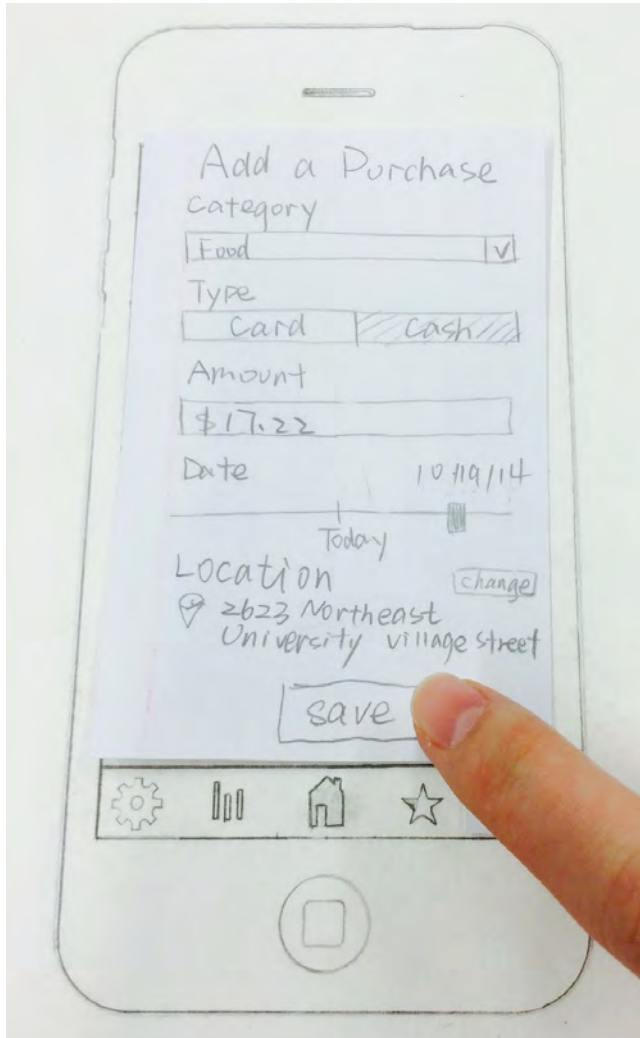 Add a Purchase
Category
Food
Type
Card Cash
Amount
$17.22
Date 10/19/14
Today
Location change
2623 Northeast
University village street
save